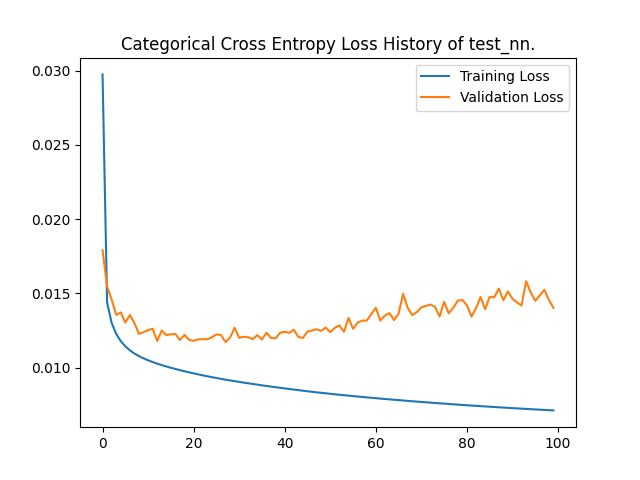 Categorical Cross Entropy Loss History of test_nn.
Training Loss
Validation Loss
0.030
0.025
0.020
0.015
0.010
0 20 40 60 80 100